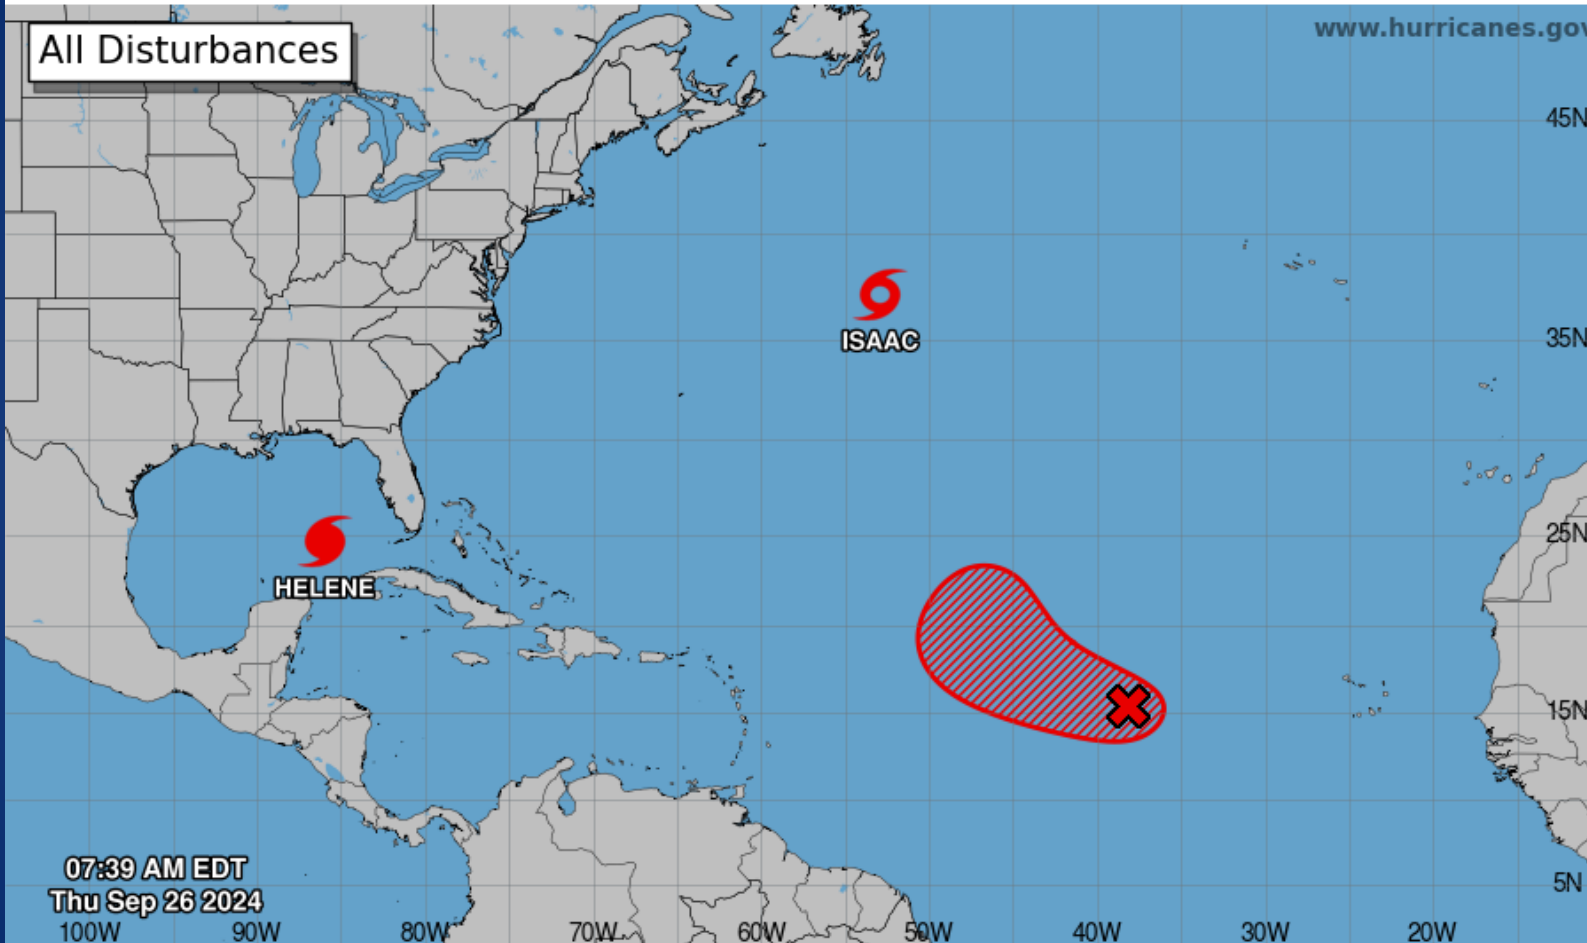 All Disturbances
www.hurricanes.gov
45N
ISAAC
35N
25N
HELENE
15N
07:39 AM EDT
Thu Sep 26 2024
5N
100W 90W 80W 70W 60W 50W 40W 30W 20W